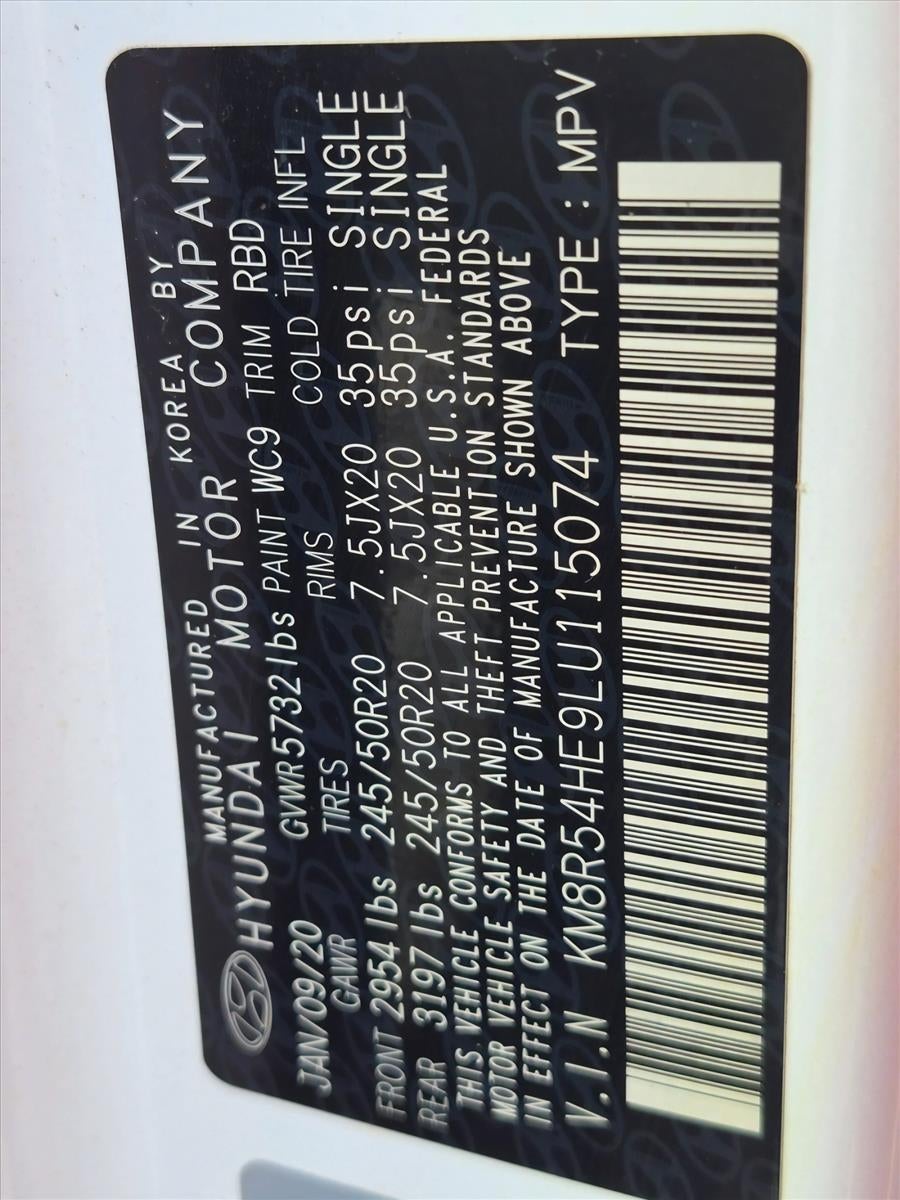 MANUFACTURED IN KOREA BY
HYUNDAI MOTOR COMPANY
JAN/09/20 GVWR5732lbs PAINT WC9 TRIM RBD
GAWR TIRES RIMS COLD TIRE INFL
FRONT 2954 lbs 245/50R20 7.5JX20 35psi SINGLE
REAR 3197 lbs 245/50R20 7.5JX20 35psi SINGLE
THIS VEHICLE CONFORMS TO ALL APPLICABLE U.S.A. FEDERAL
MOTOR VEHICLE SAFETY AND THEFT PREVENTION STANDARDS
IN EFFECT ON THE DATE OF MANUFACTURE SHOWN ABOVE
V.I.N KM8R54HE9LU115074 TYPE : MPV